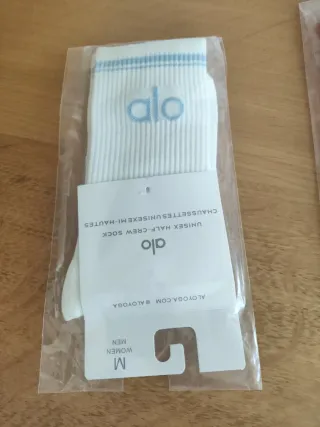 alo
alo
UNISEX HALF-CREW SOCK
CHAUSSETTES UNISEXE MI-HAUTES
ALOYOGA.COM @ALOYOGA
M
WOMEN
MEN